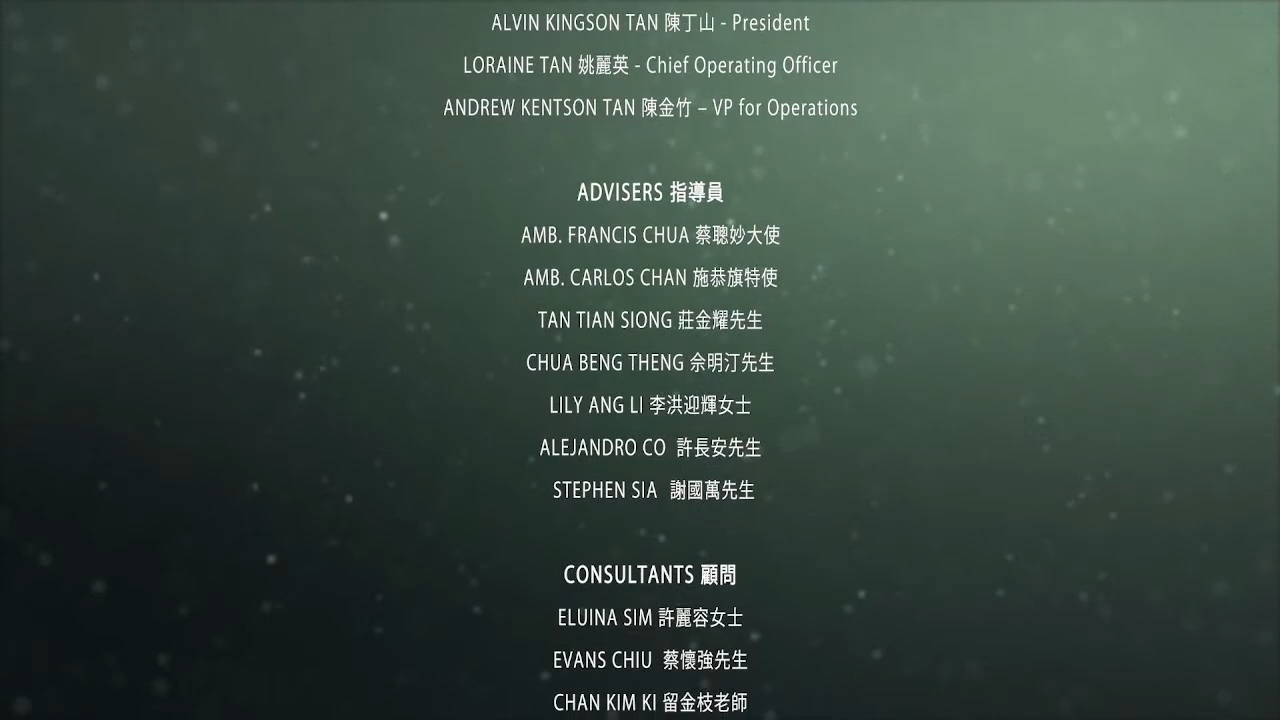 ALVIN KINGSON TAN 陳丁山 - President
LORAINE TAN 姚麗英 - Chief Operating Officer
ANDREW KENTSON TAN 陳金竹 – VP for Operations
ADVISERS 指導員
AMB. FRANCIS CHUA 蔡聰妙大使
AMB. CARLOS CHAN 施恭旗特使
TAN TIAN SIONG 莊金耀先生
CHUA BENG THENG 佘明汀先生
LILY ANG LI 李洪迎輝女士
ALEJANDRO CO 許長安先生
STEPHEN SIA 謝國萬先生
CONSULTANTS 顧問
ELUINA SIM 許麗容女士
EVANS CHIU 蔡懷強先生
CHAN KIM KI 留金枝老師